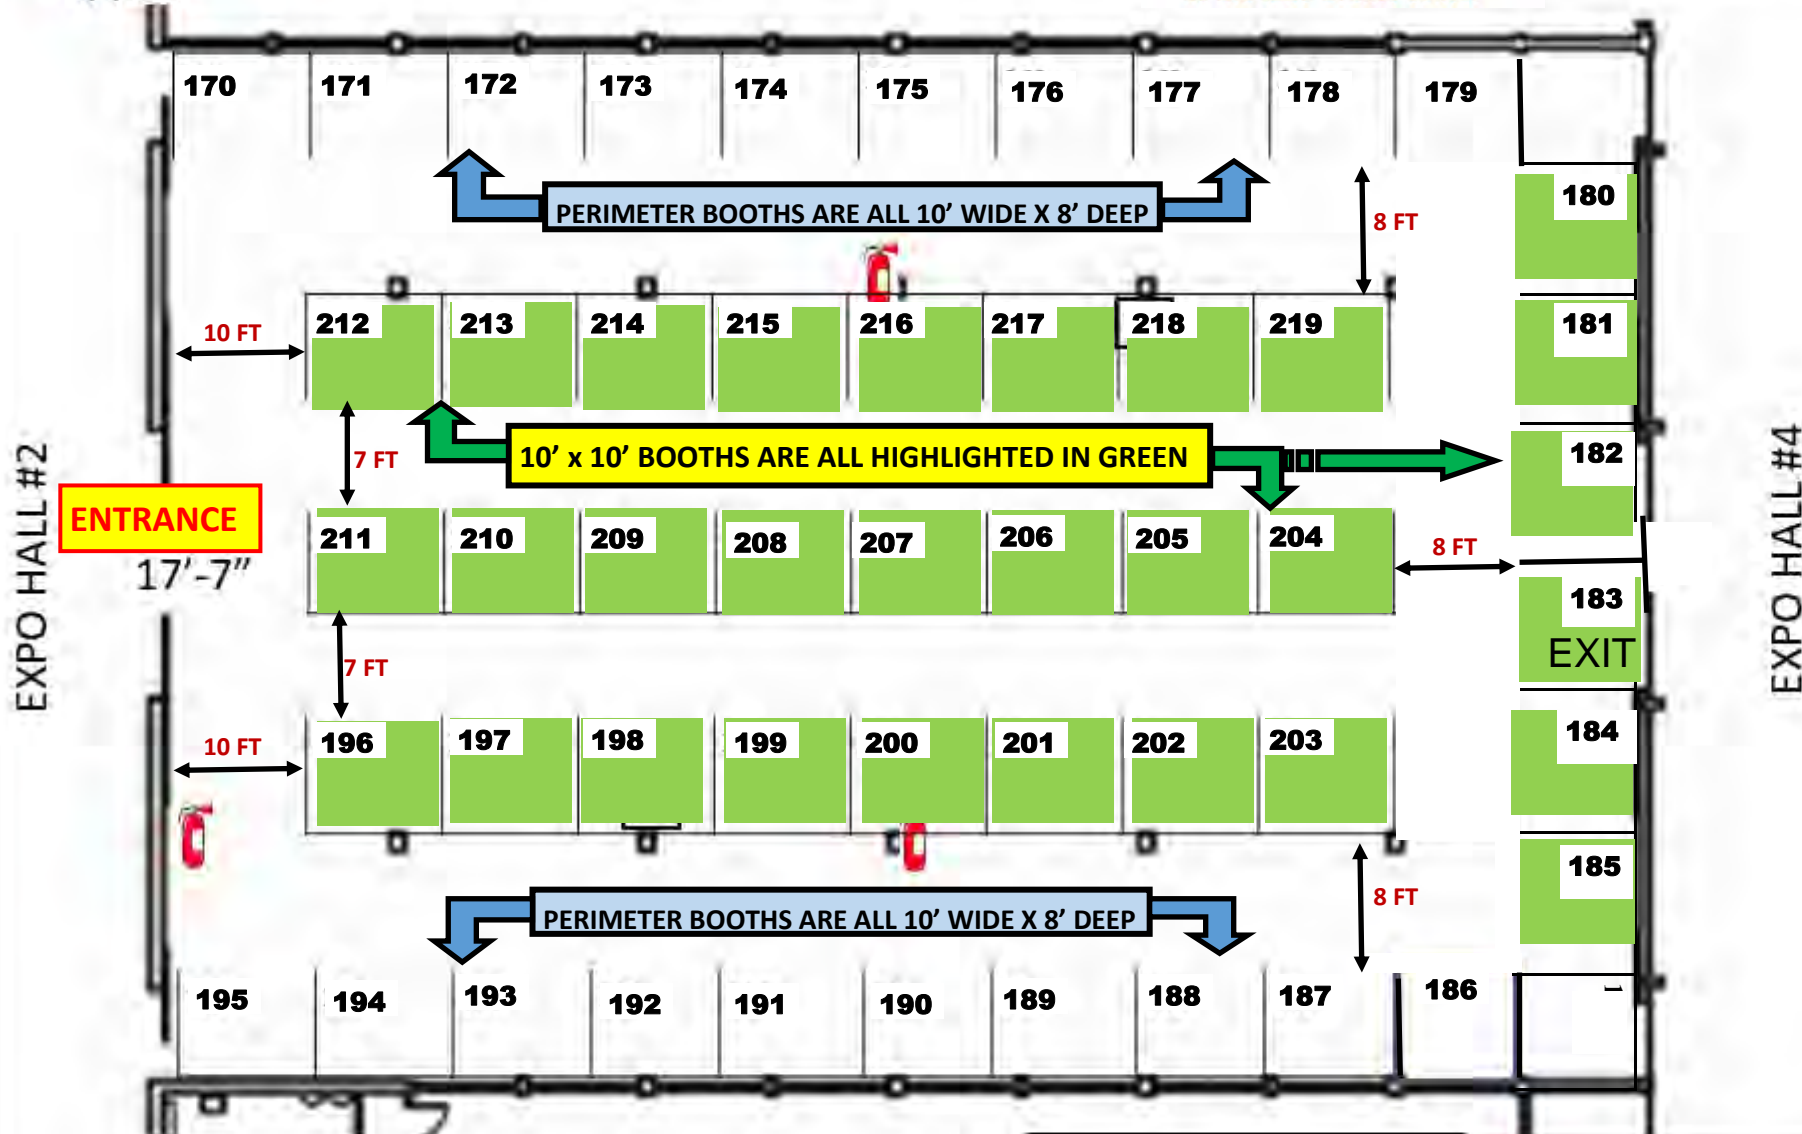 170 171 172 173 174 175 176 177 178 179
PERIMETER BOOTHS ARE ALL 10' WIDE X 8' DEEP
8 FT
180
10 FT
212 213 214 215 216 217 218 219
181
7 FT
10' x 10' BOOTHS ARE ALL HIGHLIGHTED IN GREEN
182
EXPO HALL #2
ENTRANCE
17'-7"
211 210 209 208 207 206 205 204
8 FT
183
EXIT
EXPO HALL #4
7 FT
10 FT
196 197 198 199 200 201 202 203
184
185
PERIMETER BOOTHS ARE ALL 10' WIDE X 8' DEEP
8 FT
195 194 193 192 191 190 189 188 187 186